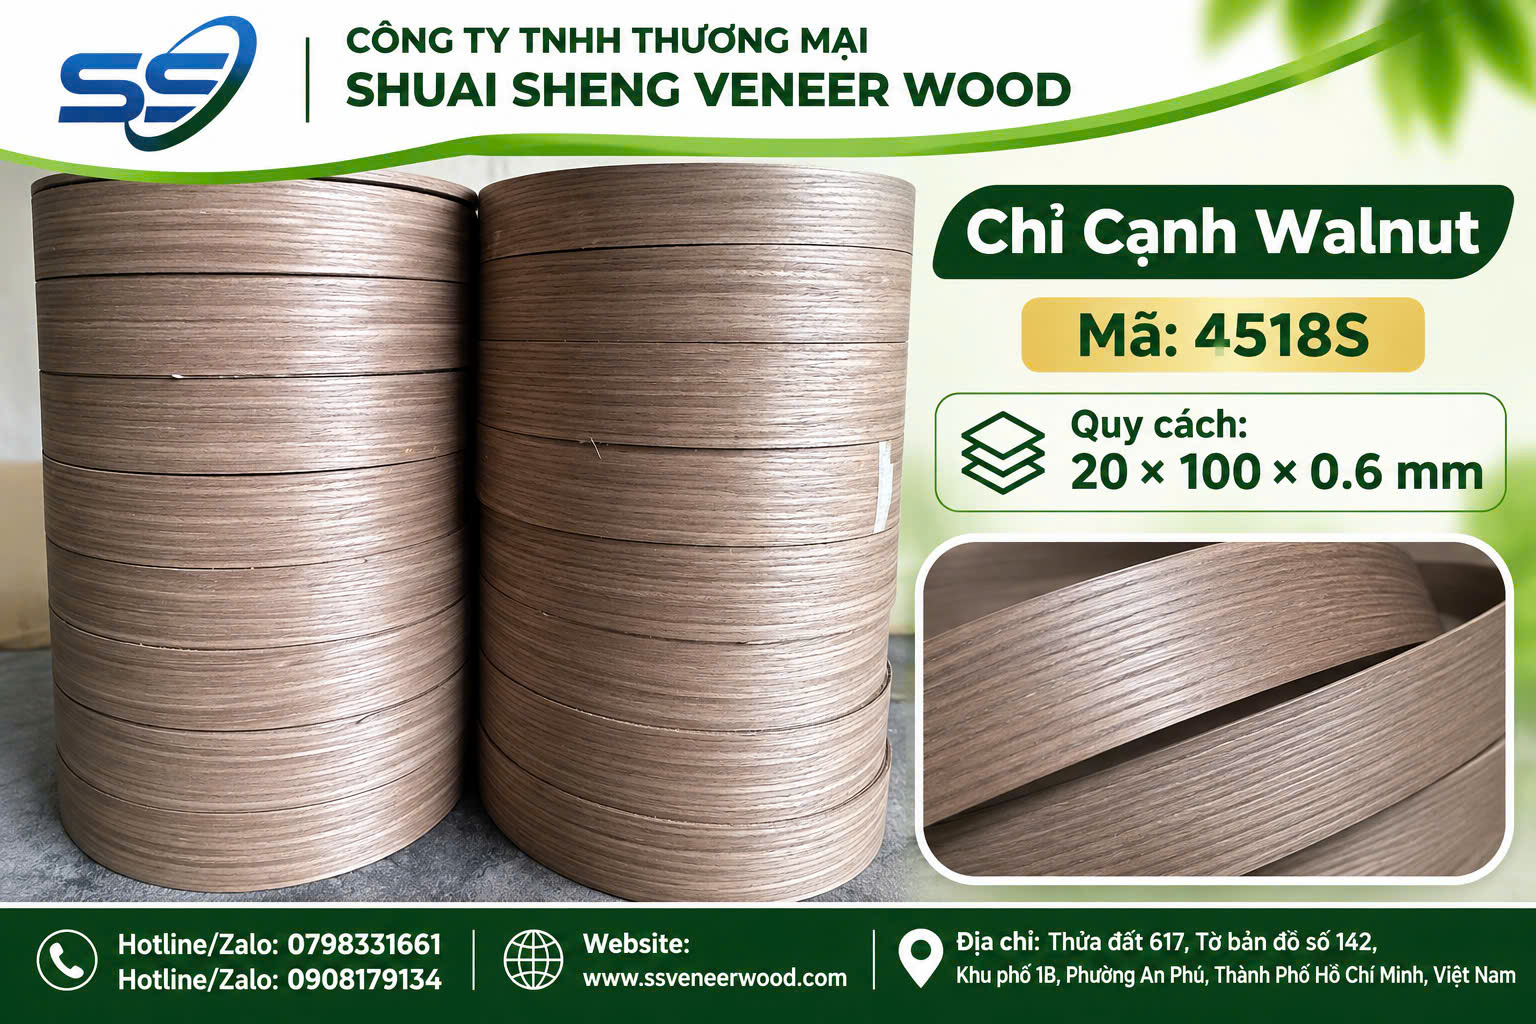 SS
CÔNG TY TNHH THƯƠNG MẠI
SHUAI SHENG VENEER WOOD
Chỉ Cạnh Walnut
Mã: 4518S
Quy cách:
20 × 100 × 0.6 mm
Hotline/Zalo: 0798331661
Hotline/Zalo: 0908179134
Website:
www.ssveneerwood.com
Địa chỉ: Thửa đất 617, Tờ bản đồ số 142,
Khu phố 1B, Phường An Phú, Thành Phố Hồ Chí Minh, Việt Nam